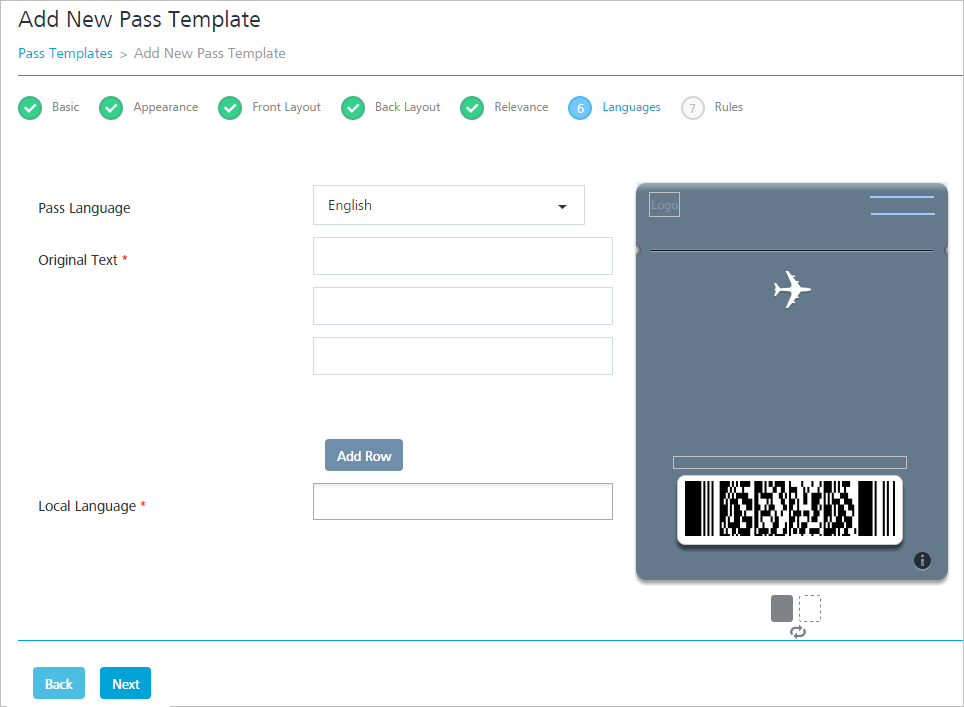 Add New Pass Template
Pass Templates > Add New Pass Template
Basic Appearance Front Layout Back Layout Relevance 6 Languages 7 Rules
Pass Language English
Logo
Original Text *
Add Row
Local Language *
i
Back Next